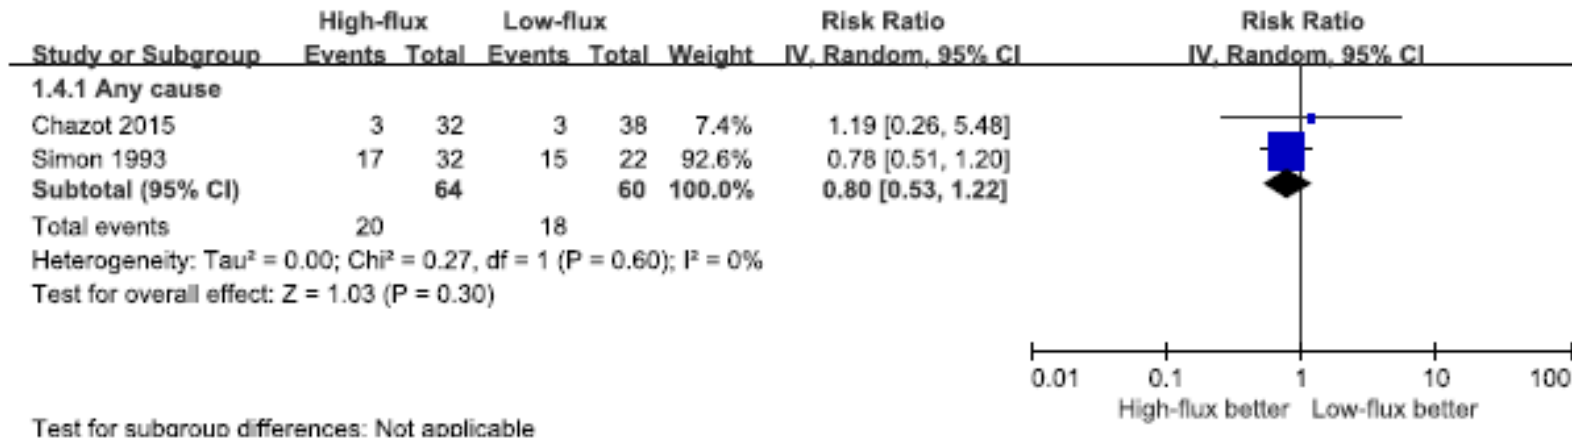 High-flux Low-flux Risk Ratio Risk Ratio
Study or Subgroup Events Total Events Total Weight IV, Random, 95% CI IV, Random, 95% CI
1.4.1 Any cause
Chazot 2015 3 32 3 38 7.4% 1.19 [0.26, 5.48]
Simon 1993 17 32 15 22 92.6% 0.78 [0.51, 1.20]
Subtotal (95% CI) 64 60 100.0% 0.80 [0.53, 1.22]
Total events 20 18
Heterogeneity: Tau² = 0.00; Chi² = 0.27, df = 1 (P = 0.60); I² = 0%
Test for overall effect: Z = 1.03 (P = 0.30)
0.01 0.1 1 10 100
High-flux better Low-flux better
Test for subgroup differences: Not applicable